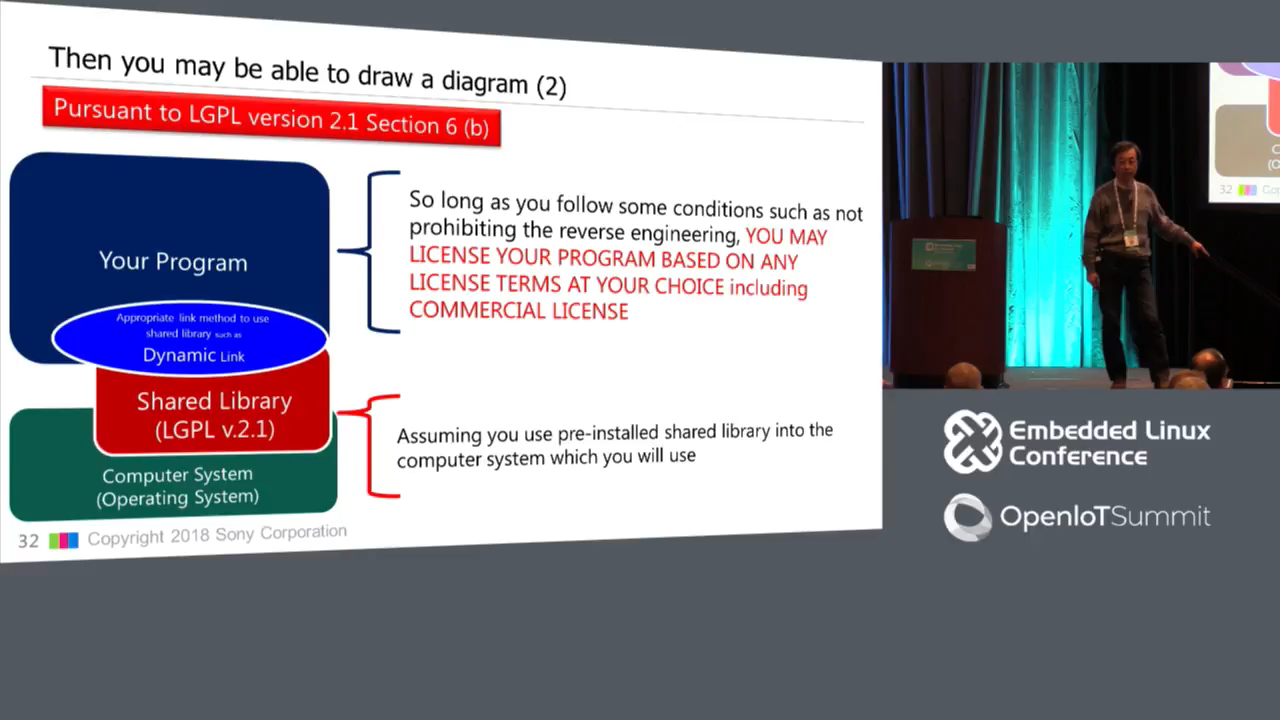 Then you may be able to draw a diagram (2)
Pursuant to LGPL version 2.1 Section 6 (b)
Your Program
Appropriate link method to use
shared library such as
Dynamic Link
Shared Library
(LGPL v.2.1)
Computer System
(Operating System)
So long as you follow some conditions such as not
prohibiting the reverse engineering, YOU MAY
LICENSE YOUR PROGRAM BASED ON ANY
LICENSE TERMS AT YOUR CHOICE including
COMMERCIAL LICENSE
Assuming you use pre-installed shared library into the
computer system which you will use
32 Copyright 2018 Sony Corporation
32
Embedded Linux
Conference
OpenIoTSummit